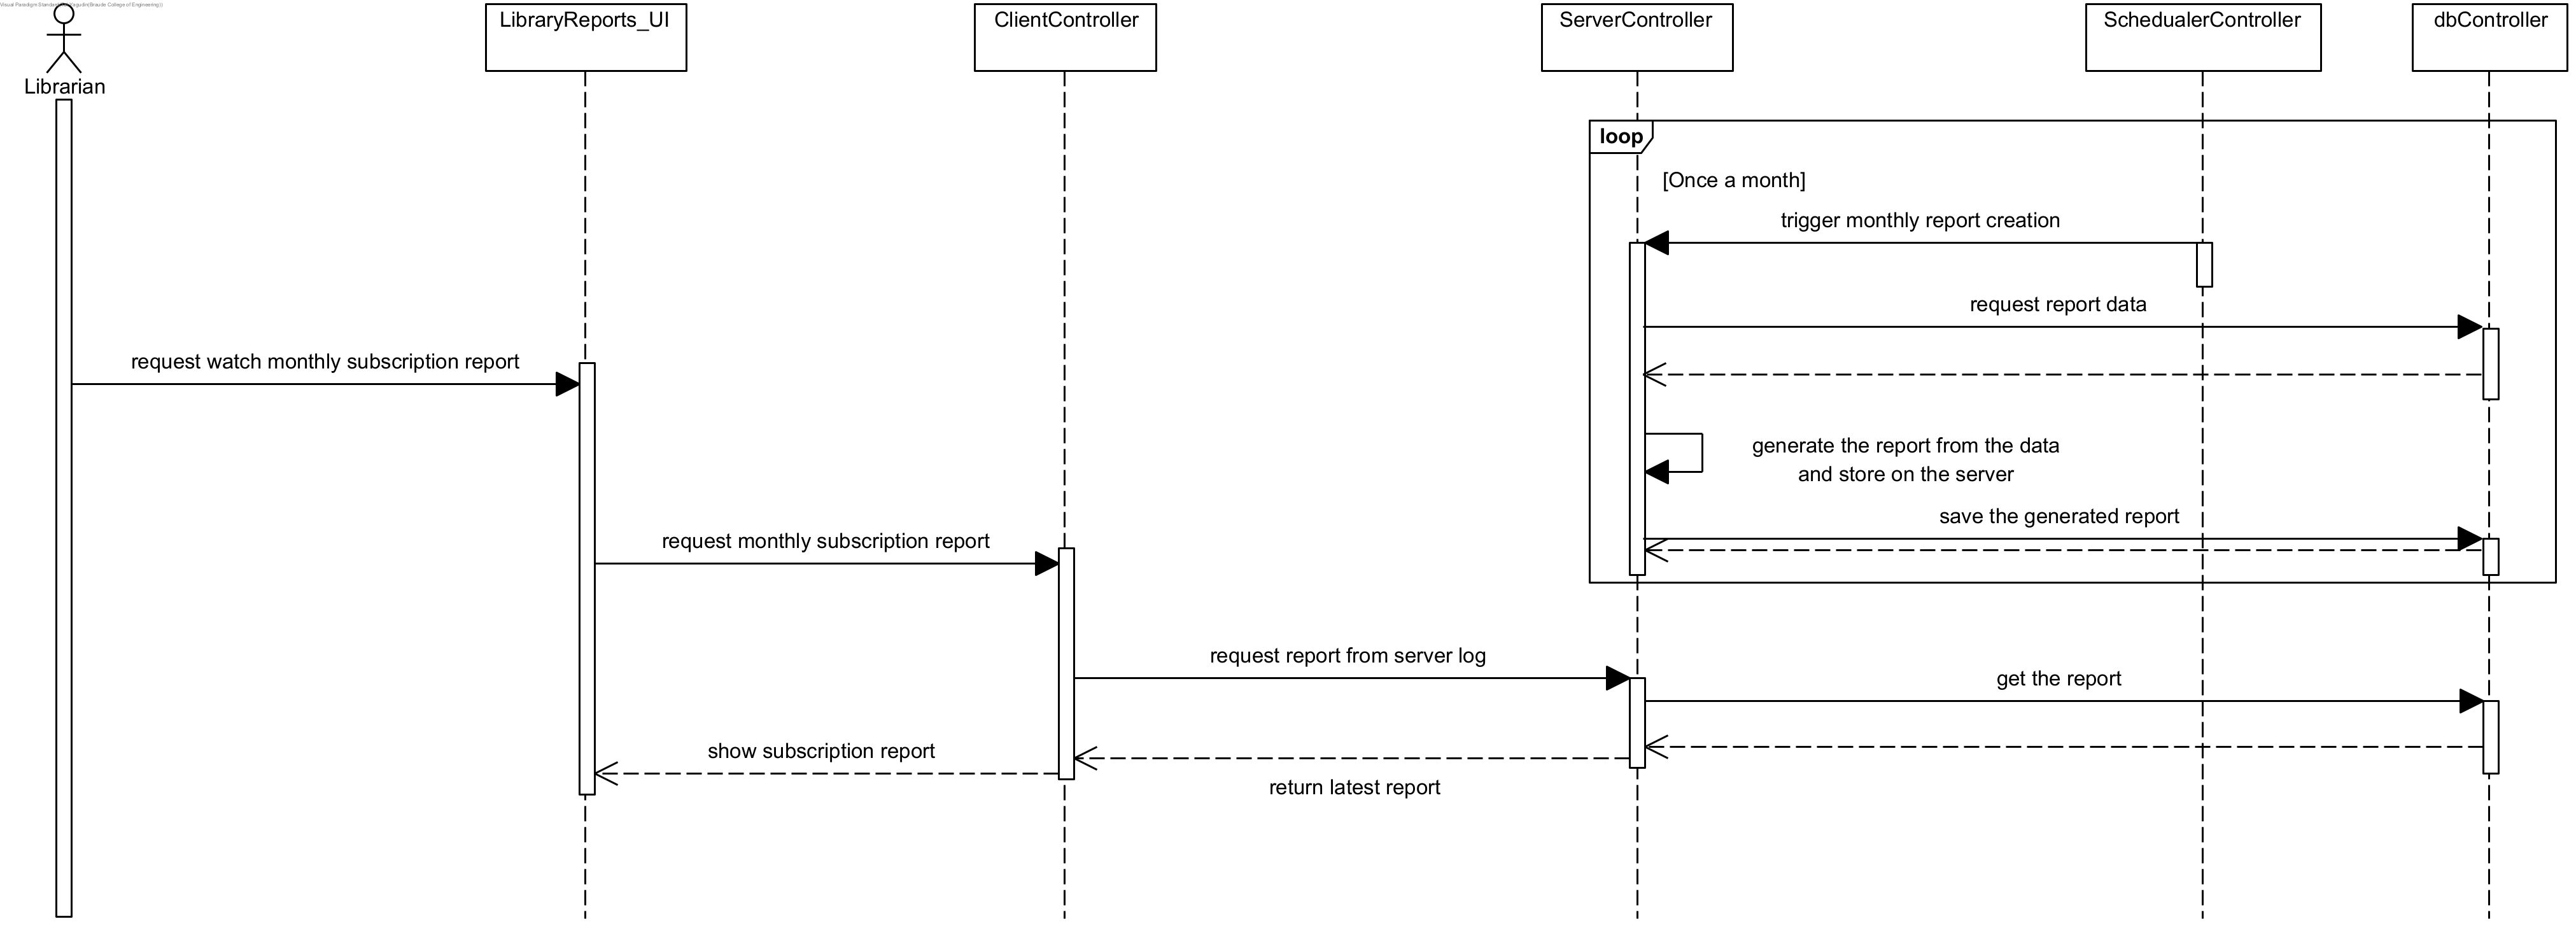 Visual Paradigm Standard
(Braude College of Engineering))
Librarian
LibraryReports_UI
ClientController
ServerController
SchedualerController
dbController
loop
[Once a month]
trigger monthly report creation
request report data
request watch monthly subscription report
generate the report from the data
and store on the server
save the generated report
request monthly subscription report
request report from server log
get the report
show subscription report
return latest report